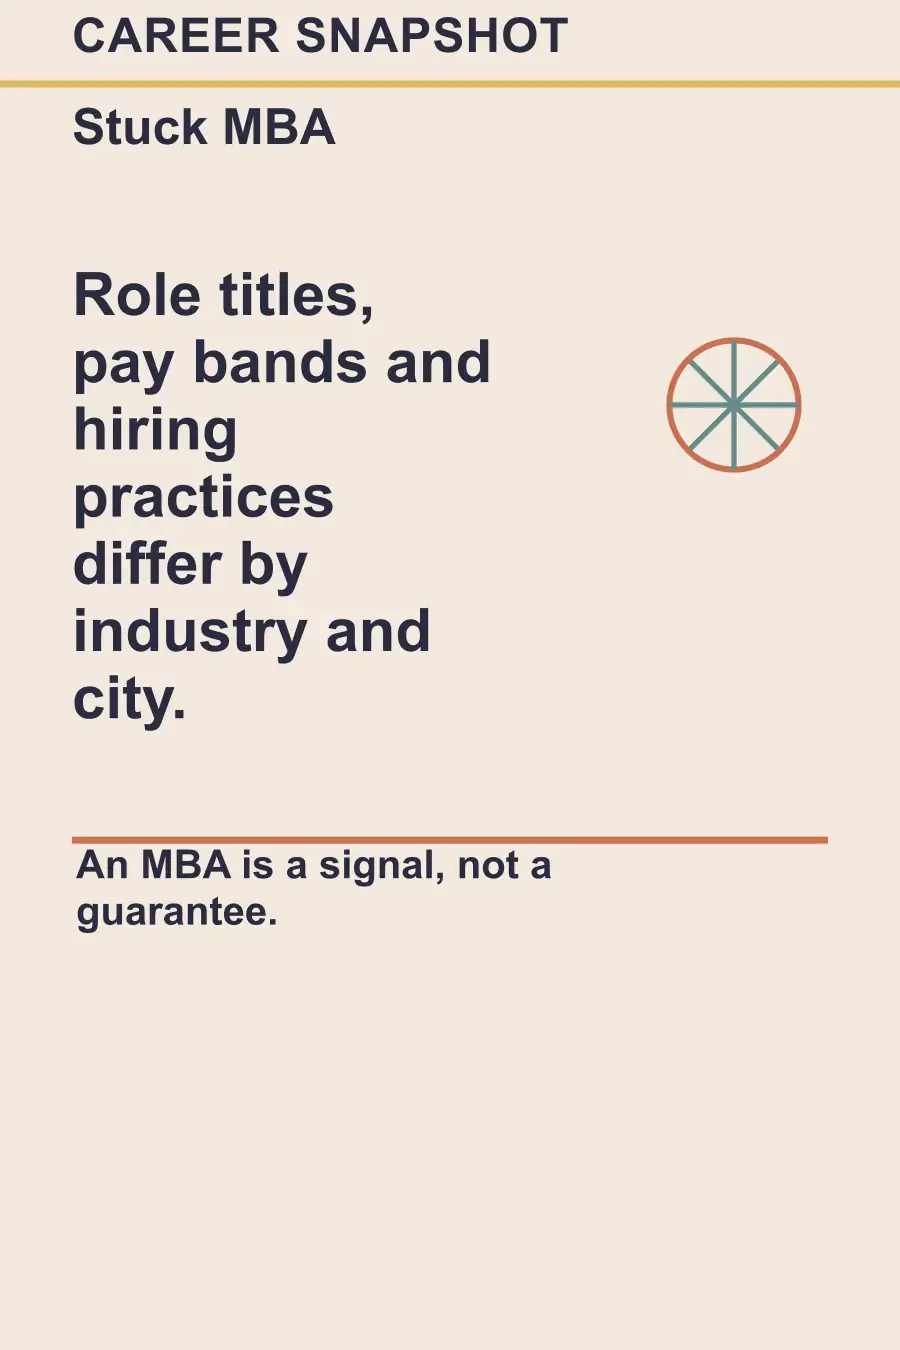 CAREER SNAPSHOT
Stuck MBA
Role titles,
pay bands and
hiring
practices
differ by
industry and
city.
An MBA is a signal, not a
guarantee.